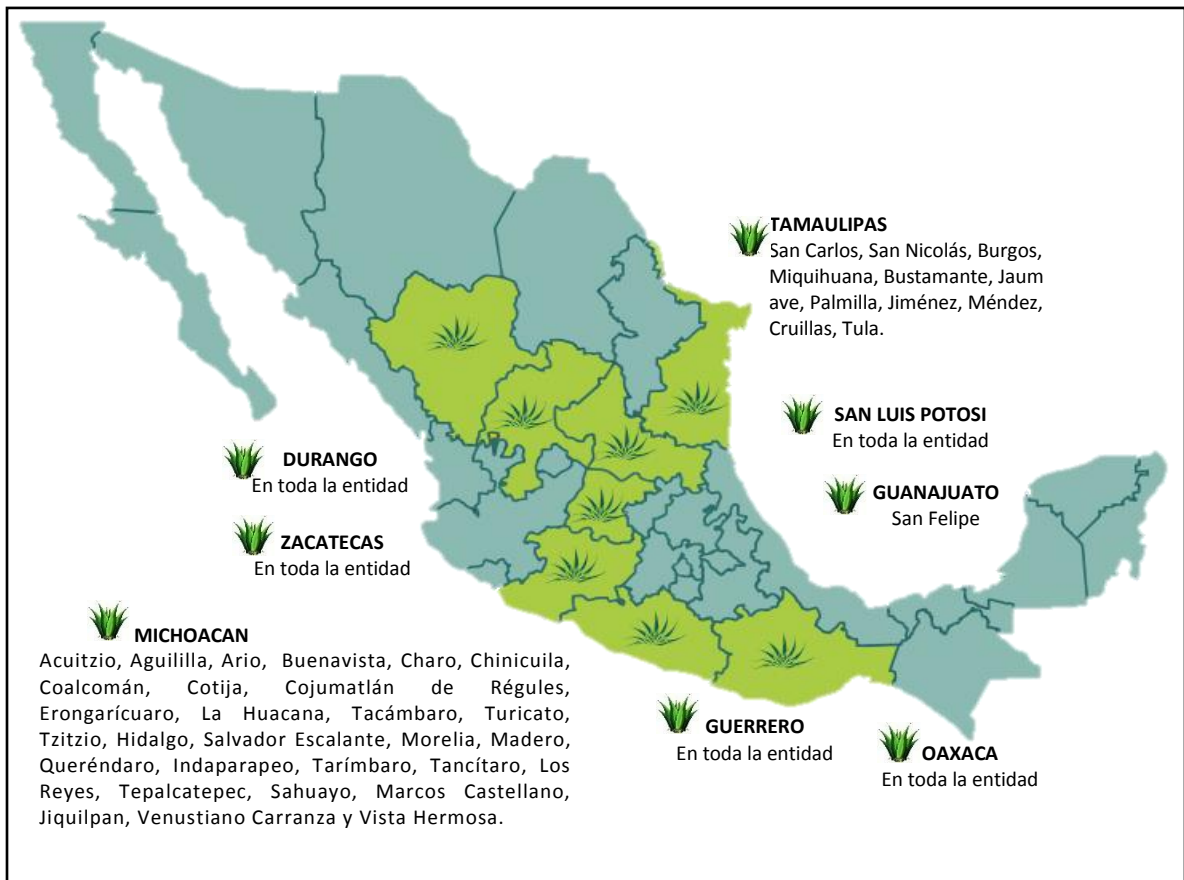 TAMAULIPAS
San Carlos, San Nicolás, Burgos,
Miquihuana, Bustamante, Jaum
ave, Palmilla, Jiménez, Méndez,
Cruillas, Tula.
SAN LUIS POTOSI
En toda la entidad
DURANGO
En toda la entidad
GUANAJUATO
San Felipe
ZACATECAS
En toda la entidad
MICHOACAN
Acuitzio, Aguililla, Ario, Buenavista, Charo, Chinicuila,
Coalcomán, Cotija, Cojumatlán de Régules,
Erongarícuaro, La Huacana, Tacámbaro, Turicato,
Tzitzio, Hidalgo, Salvador Escalante, Morelia, Madero,
Queréndaro, Indaparapeo, Tarímbaro, Tancítaro, Los
Reyes, Tepalcatepec, Sahuayo, Marcos Castellano,
Jiquilpan, Venustiano Carranza y Vista Hermosa.
GUERRERO
En toda la entidad
OAXACA
En toda la entidad